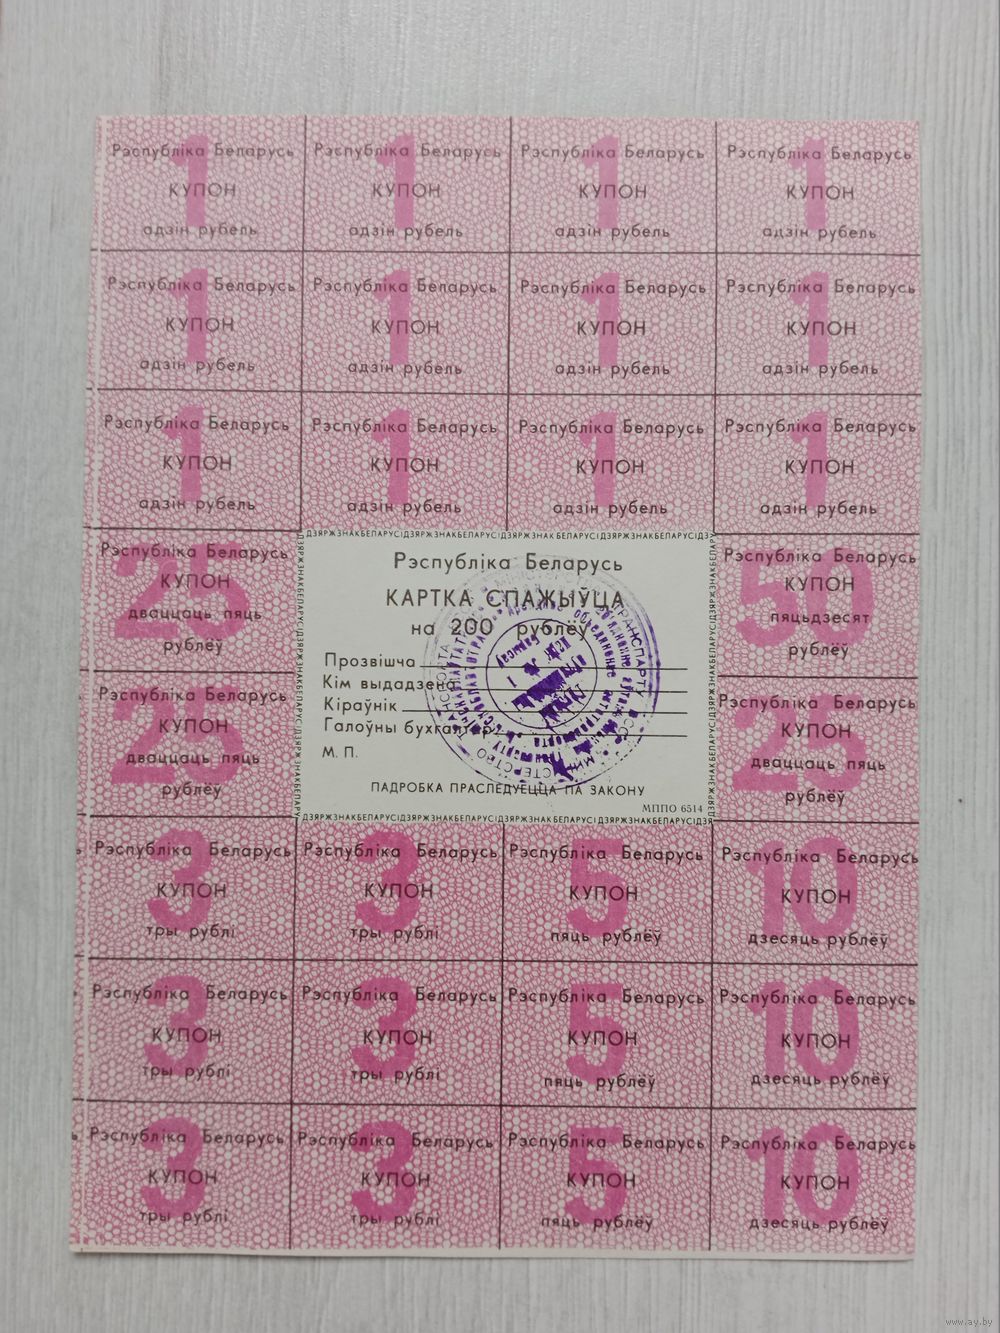 Рэспубліка Беларусь Рэспубліка Беларусь Рэспубліка Беларусь Рэспубліка Беларусь
1 1 1 1
КУПОН КУПОН КУПОН КУПОН
адзін рубель адзін рубель адзін рубель адзін рубель
Рэспубліка Беларусь Рэспубліка Беларусь Рэспубліка Беларусь Рэспубліка Беларусь
1 1 1 1
КУПОН КУПОН КУПОН КУПОН
адзін рубель адзін рубель адзін рубель адзін рубель
Рэспубліка Беларусь Рэспубліка Беларусь Рэспубліка Беларусь Рэспубліка Беларусь
1 1 1 1
КУПОН КУПОН КУПОН КУПОН
адзін рубель адзін рубель адзін рубель адзін рубель
Рэспубліка Беларусь
25
КУПОН
дваццаць пяць
рублёў
Рэспубліка Беларусь
25
КУПОН
дваццаць пяць
рублёў
ДЗЯРЖЗНАКБЕЛАРУСІДЗЯРЖЗНАКБЕЛАРУСІДЗЯРЖЗНАКБЕЛАРУСІДЗЯРЖЗНАКБЕЛАРУСІДЗЯ
Рэспубліка Беларусь
КАРТКА СПАЖЫЎЦА
на 200 рублёў
Прозвішча
Кім выдадзена
Кіраўнік
Галоўны бухгалтар
М. П.
ПАДРОБКА ПРАСЛЕДУЕЦЦА ПА ЗАКОНУ
МППО 6514
ДЗЯРЖЗНАКБЕЛАРУСІДЗЯРЖЗНАКБЕЛАРУСІДЗЯРЖЗНАКБЕЛАРУСІДЗЯРЖЗНАКБЕЛАРУСІДЗЯ
Рэспубліка Беларусь
50
КУПОН
пяцьдзесят
рублёў
Рэспубліка Беларусь
25
КУПОН
дваццаць пяць
рублёў
Рэспубліка Беларусь Рэспубліка Беларусь Рэспубліка Беларусь Рэспубліка Беларусь
3 3 5 10
КУПОН КУПОН КУПОН КУПОН
тры рублі тры рублі пяць рублёў дзесяць рублёў
Рэспубліка Беларусь Рэспубліка Беларусь Рэспубліка Беларусь Рэспубліка Беларусь
3 3 5 10
КУПОН КУПОН КУПОН КУПОН
тры рублі тры рублі пяць рублёў дзесяць рублёў
Рэспубліка Беларусь Рэспубліка Беларусь Рэспубліка Беларусь Рэспубліка Беларусь
3 3 5 10
КУПОН КУПОН КУПОН КУПОН
тры рублі тры рублі пяць рублёў дзесяць рублёў
www.ay.by